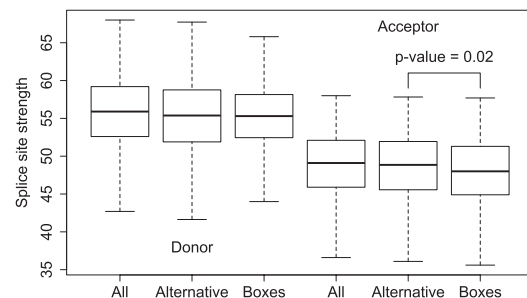 Acceptor
p-value = 0.02
Splice site strength
65
60
55
50
45
40
35
Donor
All Alternative Boxes All Alternative Boxes